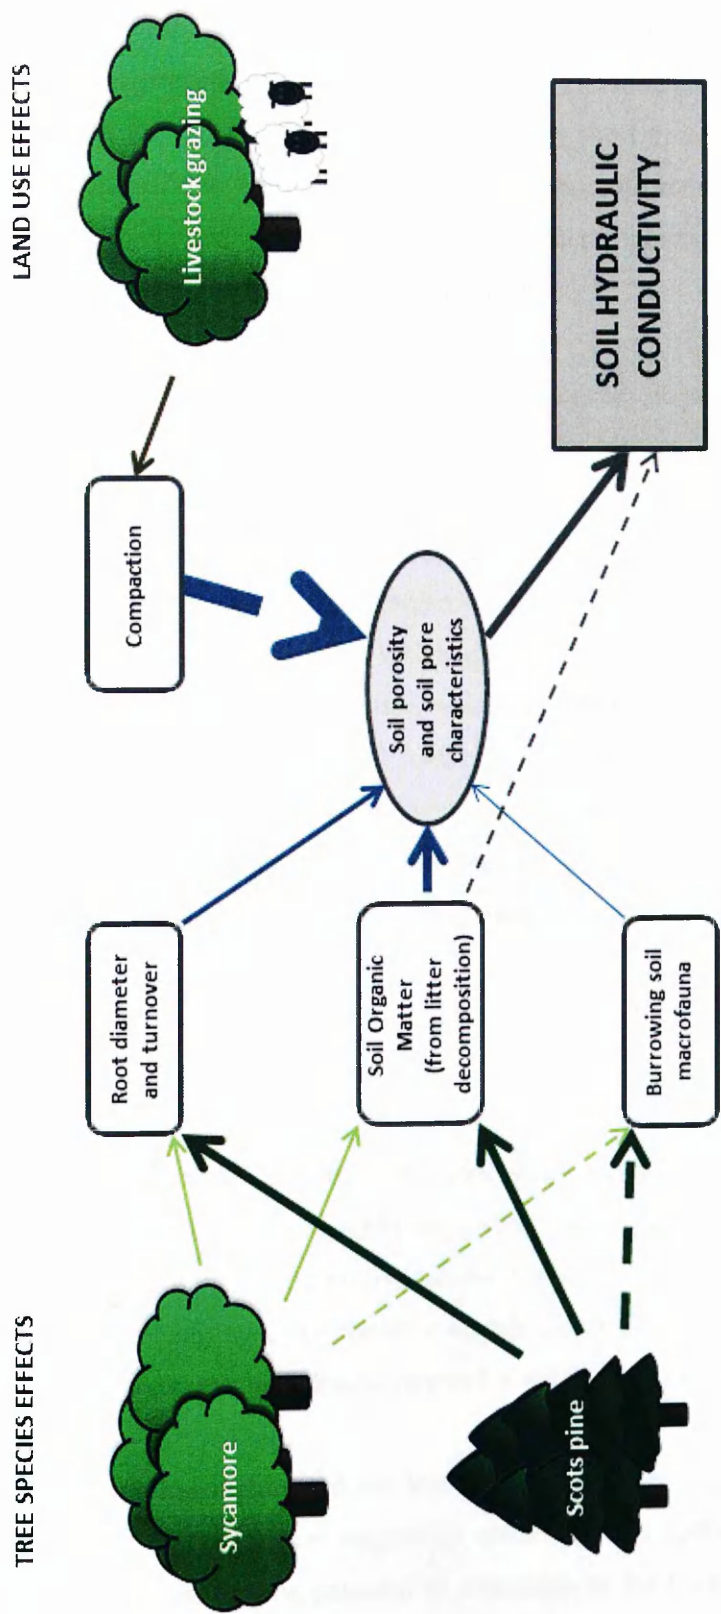 TREE SPECIES EFFECTS
LAND USE EFFECTS
Sycamore
Scots pine
Root diameter
and turnover
Soil Organic
Matter
(from litter
decomposition)
Burrowing soil
macrofauna
Compaction
Soil porosity
and soil pore
characteristics
Livestock grazing
SOIL HYDRAULIC
CONDUCTIVITY